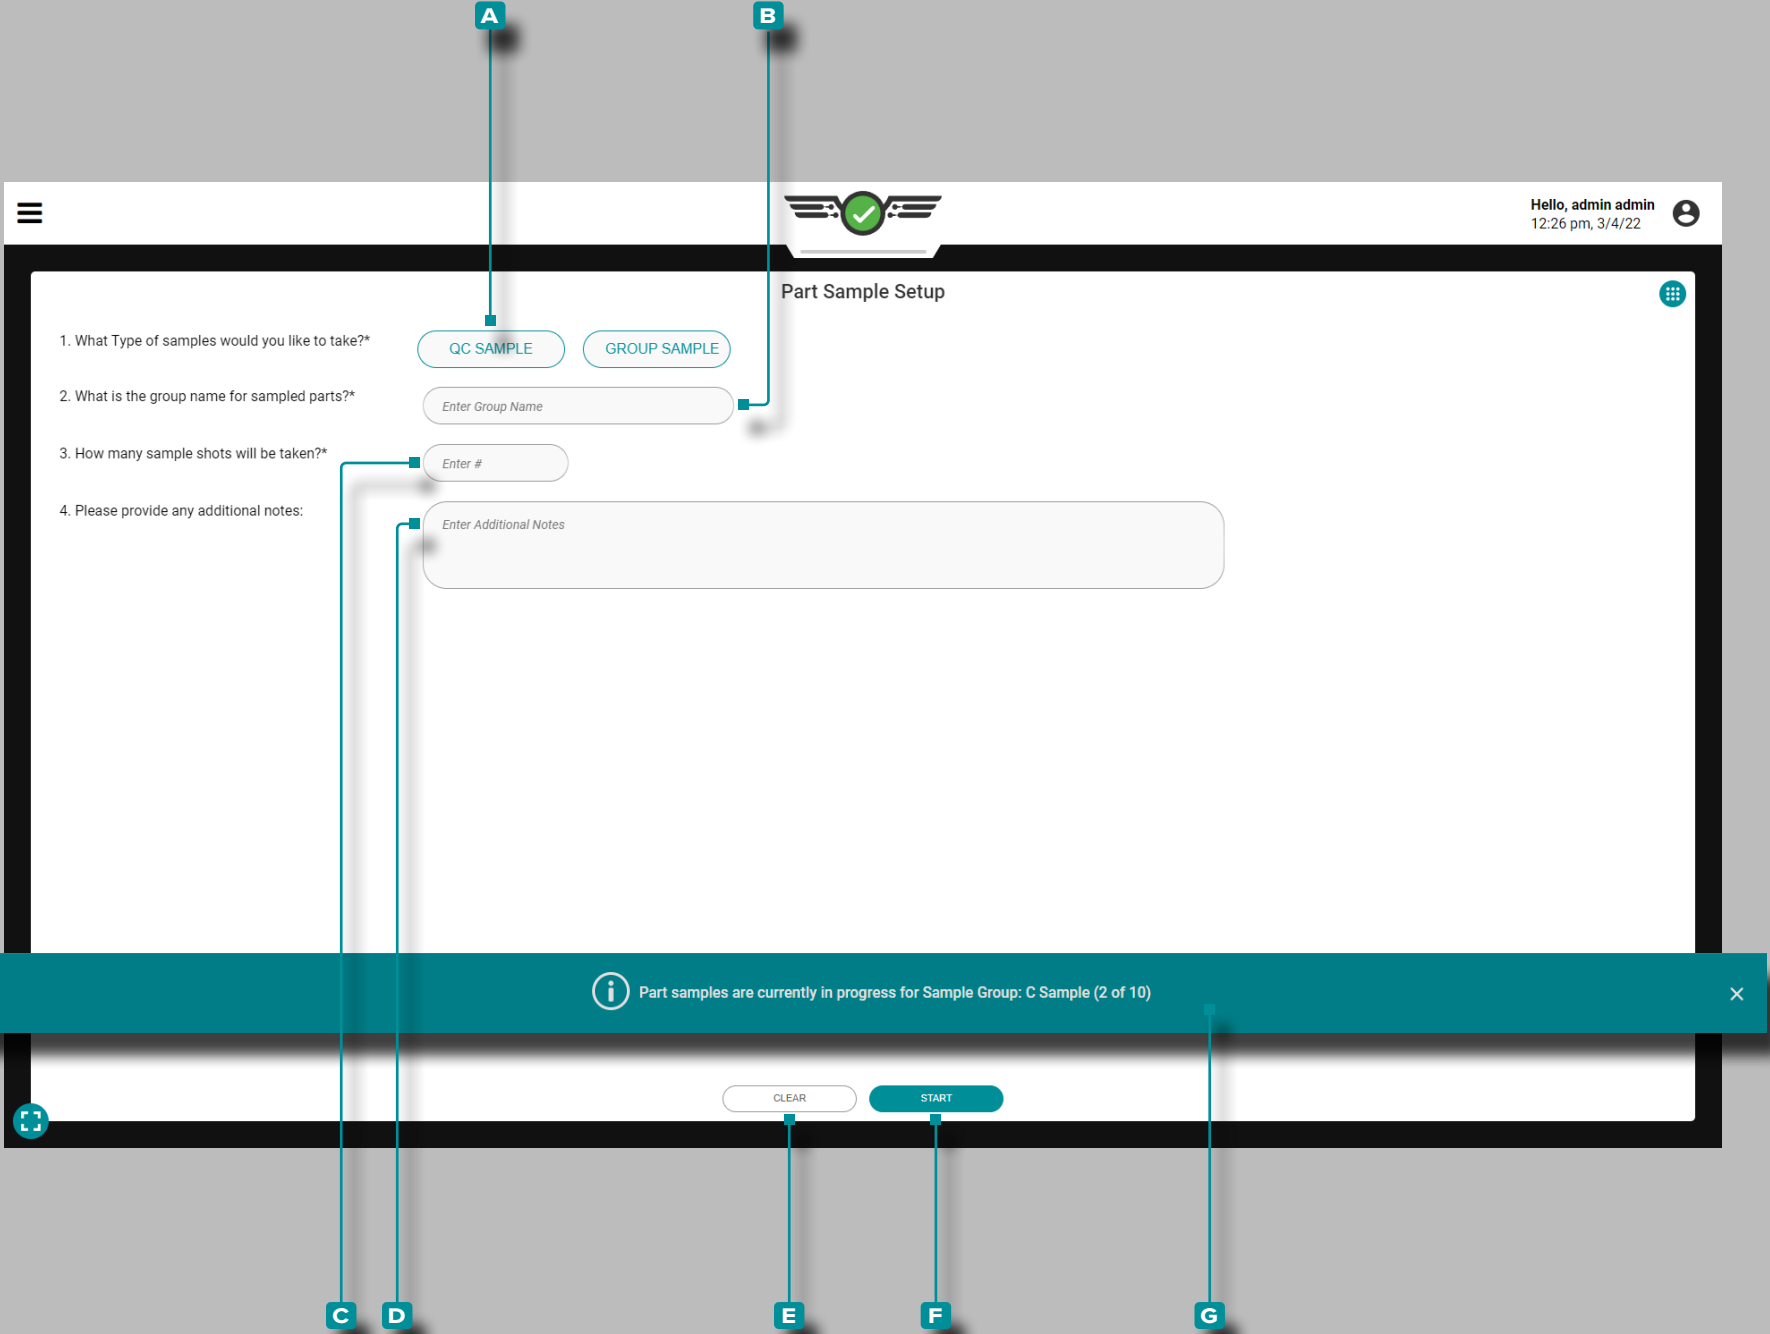 A
B
Hello, admin admin
12:26 pm, 3/4/22
Part Sample Setup
1. What Type of samples would you like to take?*
QC SAMPLE
GROUP SAMPLE
2. What is the group name for sampled parts?*
Enter Group Name
3. How many sample shots will be taken?*
Enter #
4. Please provide any additional notes:
Enter Additional Notes
Part samples are currently in progress for Sample Group: C Sample (2 of 10)
CLEAR
START
C
D
E
F
G